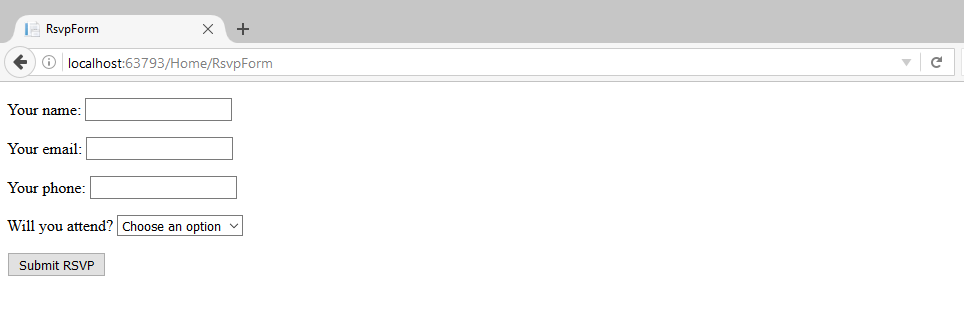 RsvpForm
localhost:63793/Home/RsvpForm
Your name:
Your email:
Your phone:
Will you attend? Choose an option
Submit RSVP